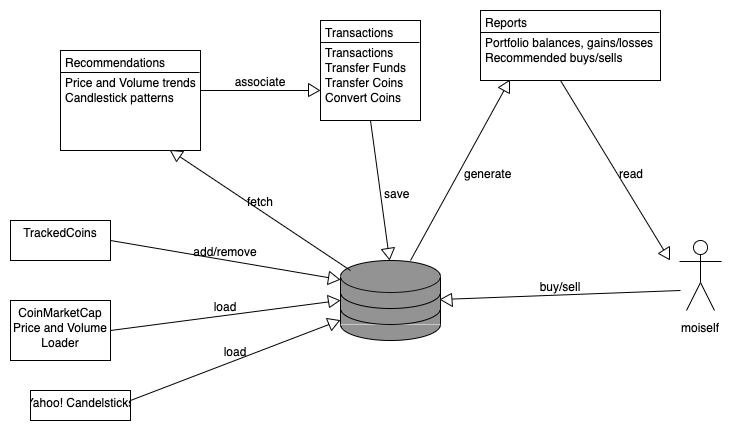 Reports
Portfolio balances, gains/losses
Recommended buys/sells
Transactions
Transactions
Transfer Funds
Transfer Coins
Convert Coins
Recommendations
Price and Volume trends
Candlestick patterns
associate
generate
read
save
fetch
TrackedCoins
add/remove
CoinMarketCap
Price and Volume
Loader
load
buy/sell
moiself
load
Yahoo! Candelsticks